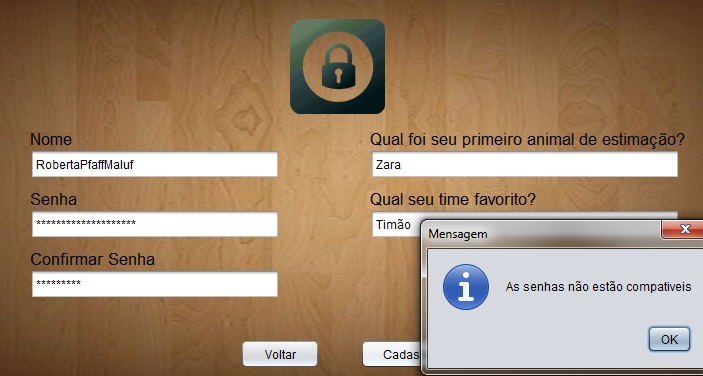 Nome
RobertaPfaffMaluf
Qual foi seu primeiro animal de estimação?
Zara
Senha
********************
Qual seu time favorito?
Timão
Confirmar Senha
*********
Mensagem
As senhas não estão compativeis
OK
Voltar
Cadas